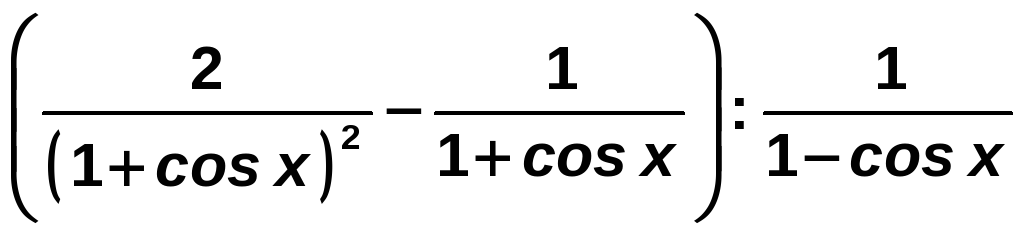 (2/(1+cos x)² − 1/(1+cos x)) : 1/(1−cos x)